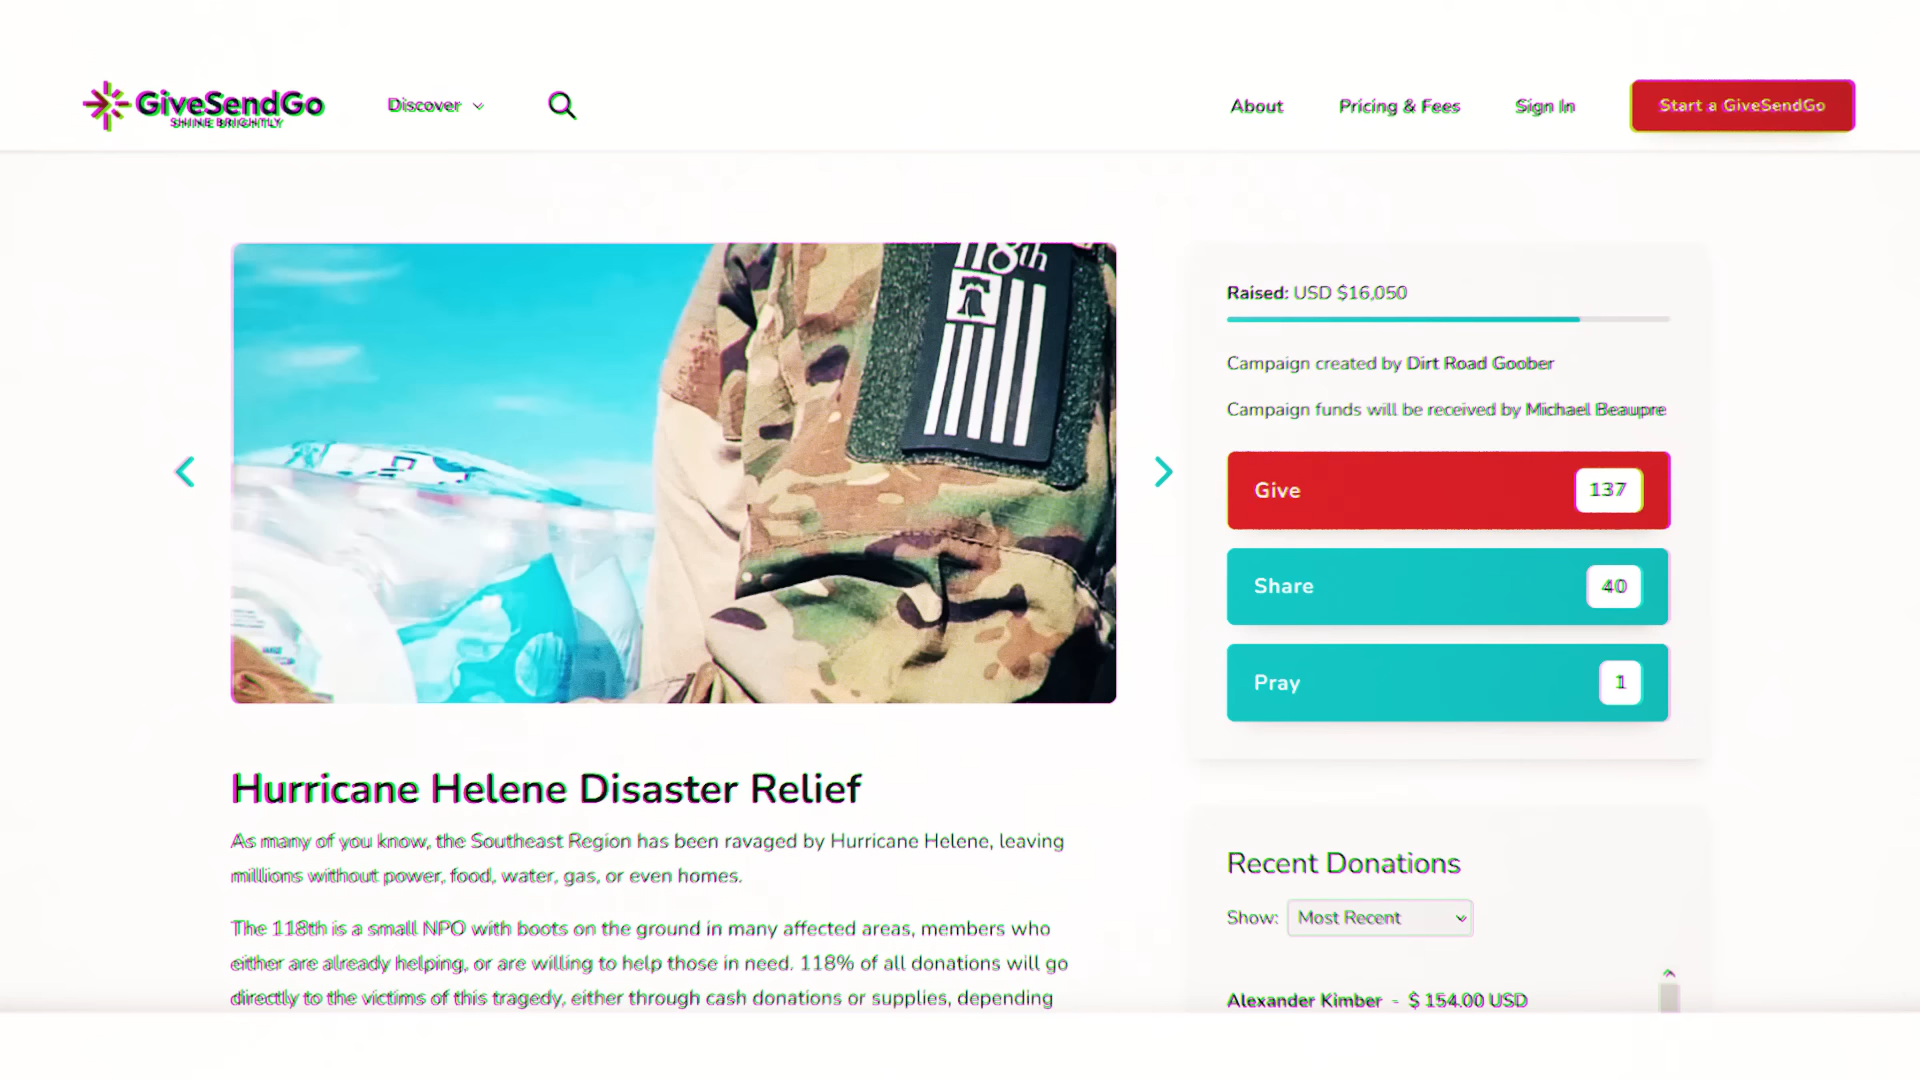 GiveSendGo
SHINE BRIGHTLY
Discover
About
Pricing & Fees
Sign In
Start a GiveSendGo
118th
Raised: USD $16,050
Campaign created by Dirt Road Goober
Campaign funds will be received by Michael Beaupre
Give 137
Share 40
Pray 1
Hurricane Helene Disaster Relief
As many of you know, the Southeast Region has been ravaged by Hurricane Helene, leaving
millions without power, food, water, gas, or even homes.
The 118th is a small NPO with boots on the ground in many affected areas, members who
either are already helping, or are willing to help those in need. 118% of all donations will go
directly to the victims of this tragedy, either through cash donations or supplies, depending
Recent Donations
Show: Most Recent
Alexander Kimber - $ 154.00 USD